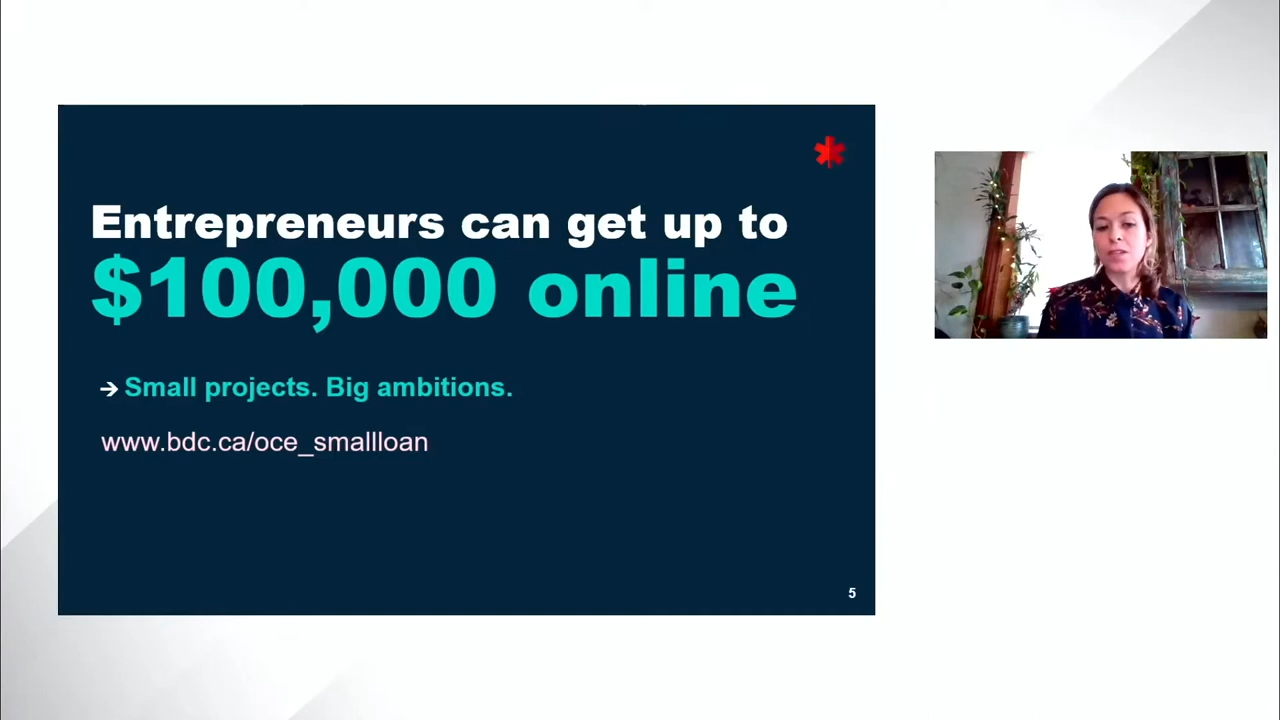 Entrepreneurs can get up to
$100,000 online
→ Small projects. Big ambitions.
www.bdc.ca/oce_smallloan
5